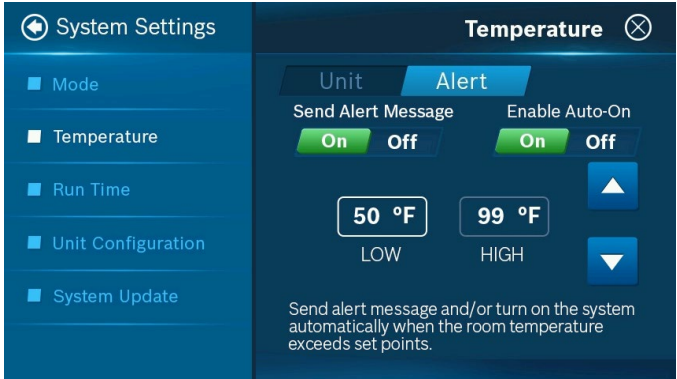 System Settings
Temperature
Mode
Temperature
Run Time
Unit Configuration
System Update
Unit Alert
Send Alert Message Enable Auto-On
On Off On Off
50 °F 99 °F
LOW HIGH
Send alert message and/or turn on the system
automatically when the room temperature
exceeds set points.